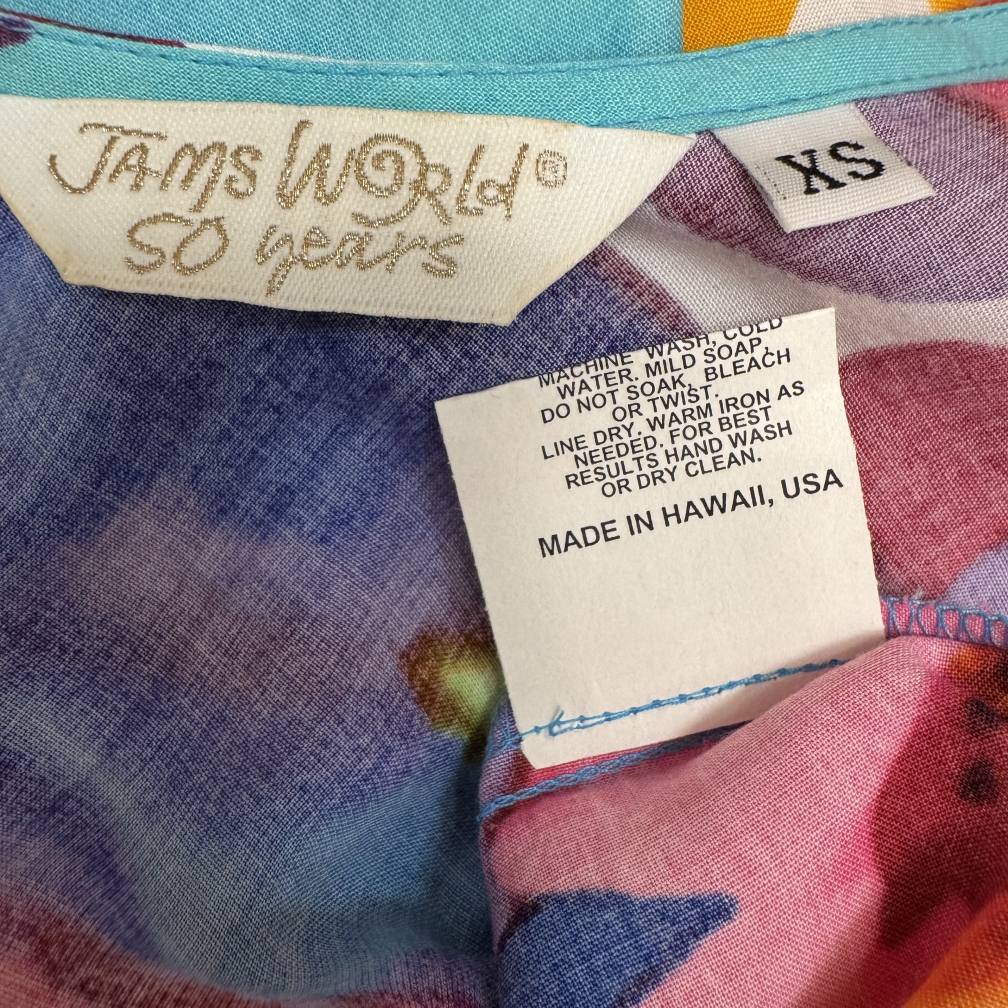 JAMS WORLD®
50 years
XS
MACHINE WASH, COLD
WATER. MILD SOAP,
DO NOT SOAK, BLEACH
OR TWIST.
LINE DRY. WARM IRON AS
NEEDED. FOR BEST
RESULTS HAND WASH
OR DRY CLEAN.
MADE IN HAWAII, USA